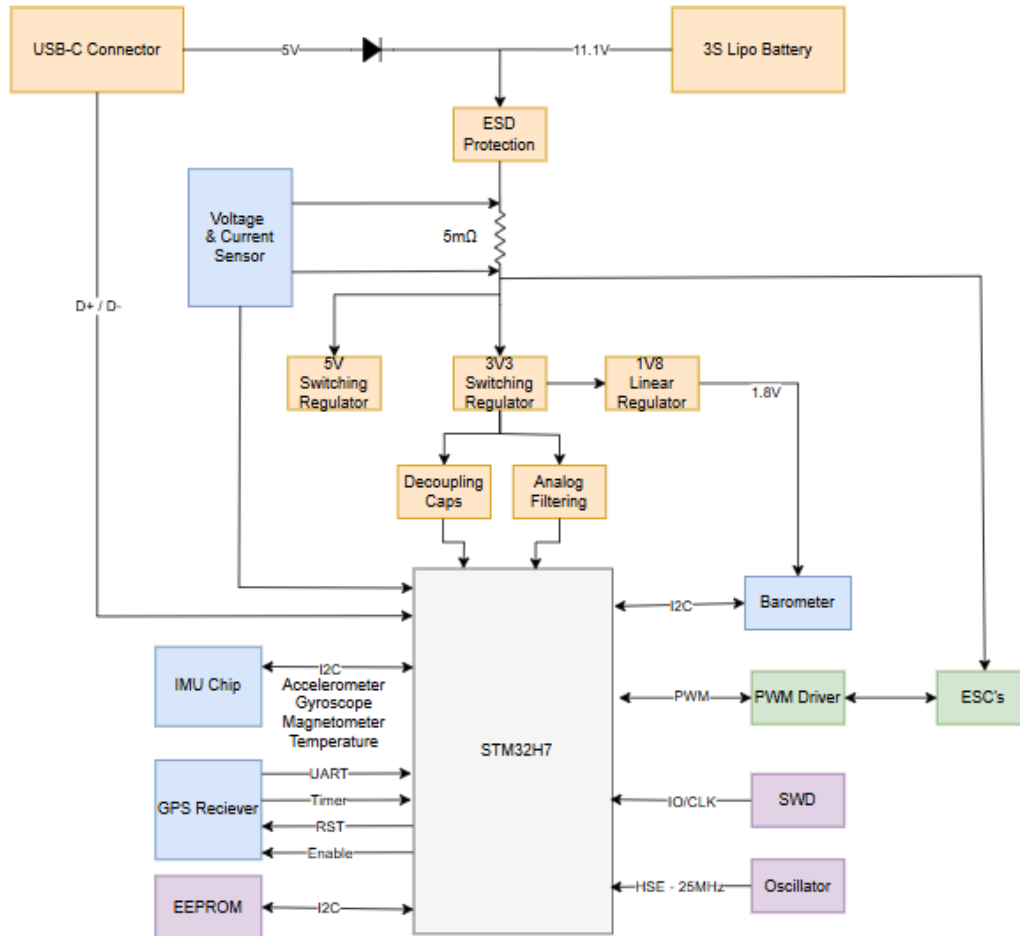 USB-C Connector
5V
11.1V
3S Lipo Battery
ESD
Protection
Voltage
& Current
Sensor
5mΩ
D+ / D-
5V
Switching
Regulator
3V3
Switching
Regulator
1V8
Linear
Regulator
1.8V
Decoupling
Caps
Analog
Filtering
I2C
Barometer
IMU Chip
I2C
Accelerometer
Gyroscope
Magnetometer
Temperature
PWM
PWM Driver
ESC's
STM32H7
GPS Reciever
UART
Timer
RST
Enable
IO/CLK
SWD
HSE - 25MHz
Oscillator
EEPROM
I2C